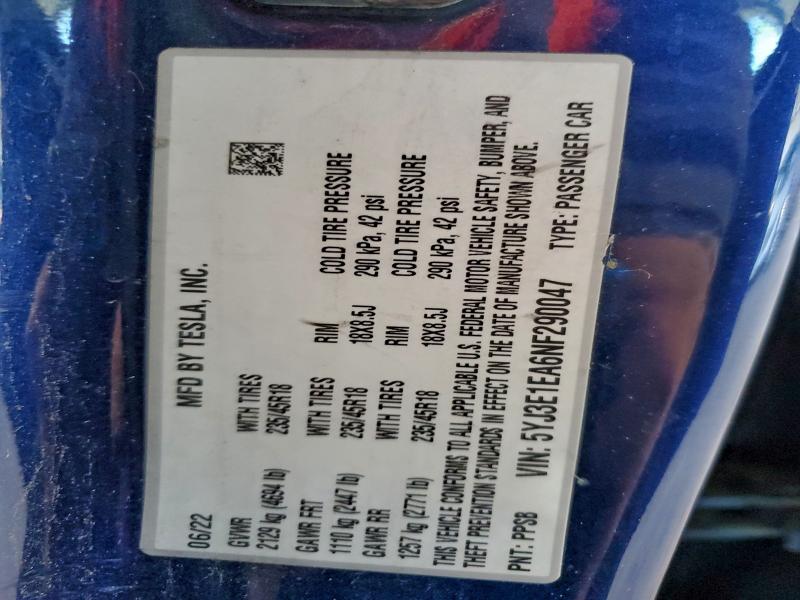 MFD BY TESLA, INC.
06/22
GVWR WITH TIRES
2129 kg (4694 lb) 235/45R18
GAWR FRT WITH TIRES RIM COLD TIRE PRESSURE
1110 kg (2447 lb) 235/45R18 18X8.5J 290 kPa, 42 psi
GAWR RR WITH TIRES RIM COLD TIRE PRESSURE
1257 kg (2771 lb) 235/45R18 18X8.5J 290 kPa, 42 psi
THIS VEHICLE CONFORMS TO ALL APPLICABLE U.S. FEDERAL MOTOR VEHICLE SAFETY, BUMPER, AND
THEFT PREVENTION STANDARDS IN EFFECT ON THE DATE OF MANUFACTURE SHOWN ABOVE.
PNT: PPSB VIN: 5YJ3E1EA6NF290047 TYPE: PASSENGER CAR